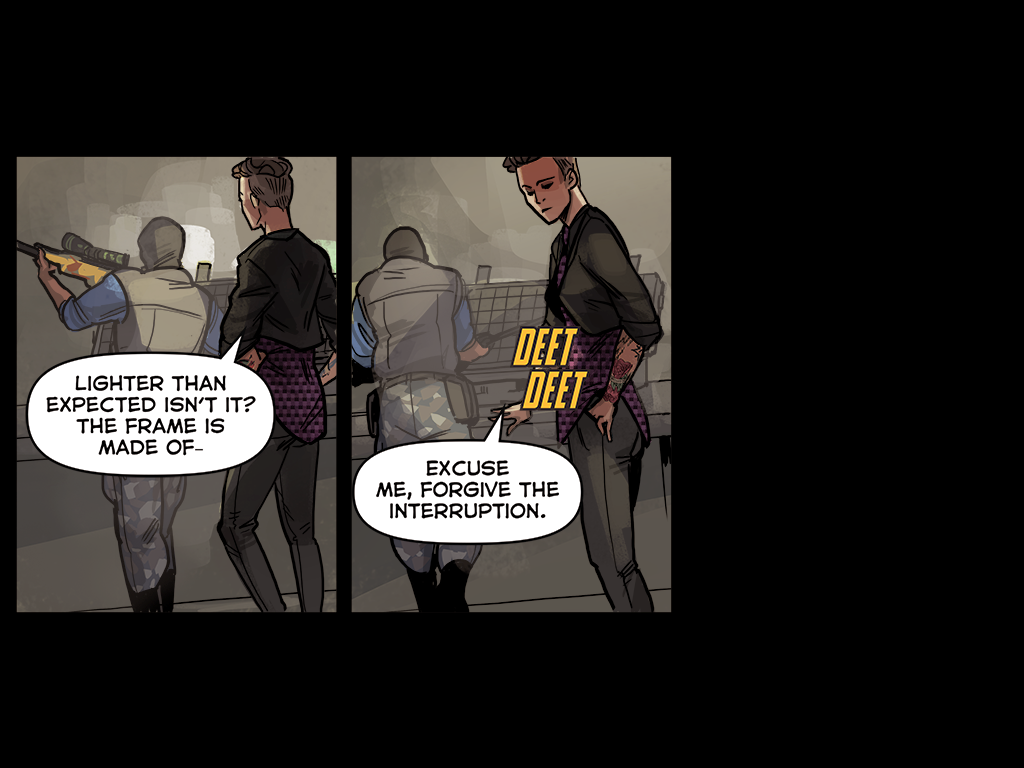 LIGHTER THAN
EXPECTED ISN'T IT?
THE FRAME IS
MADE OF–
DEET
DEET
EXCUSE
ME, FORGIVE THE
INTERRUPTION.